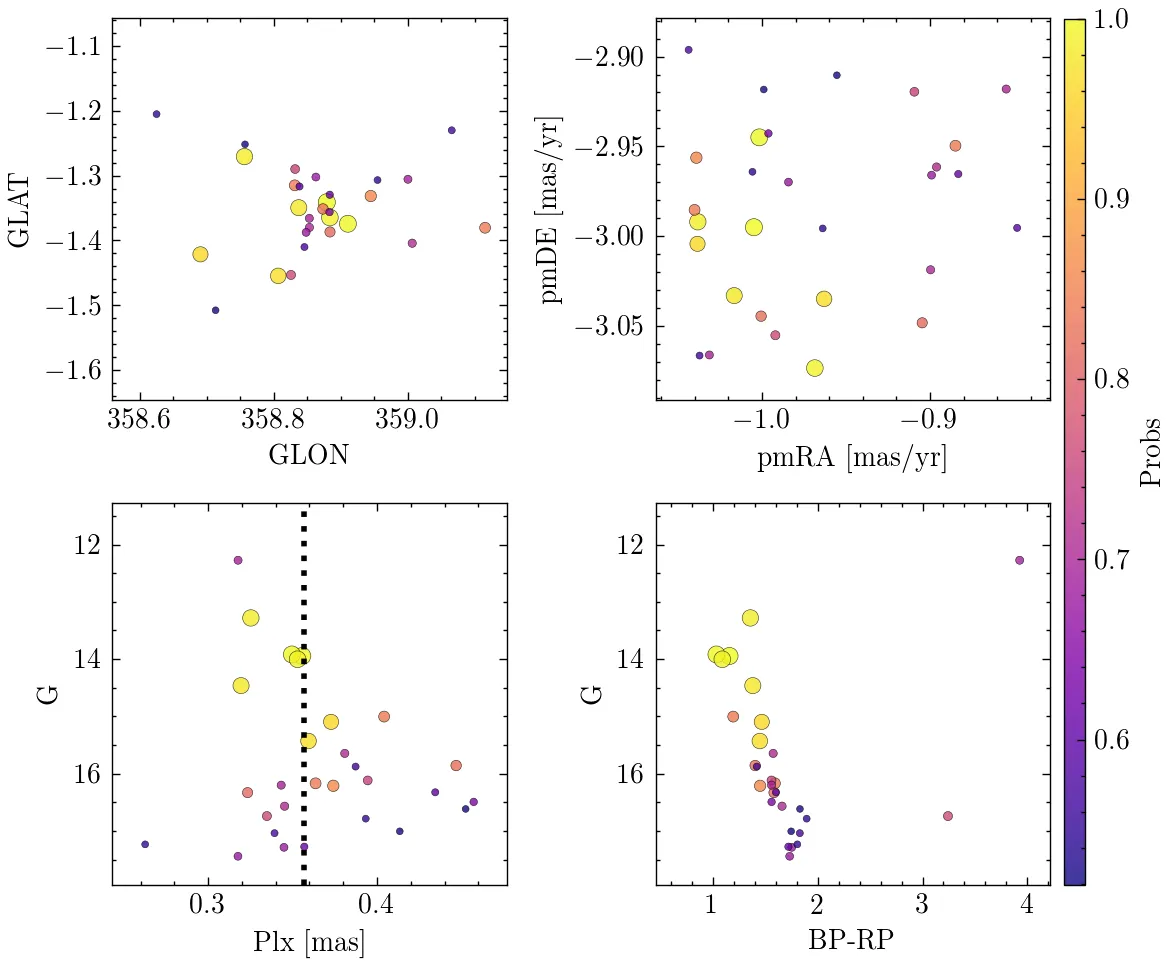 −1.1
−1.2
−1.3
−1.4
−1.5
−1.6
GLAT
358.6 358.8 359.0
GLON
−2.90
−2.95
−3.00
−3.05
pmDE [mas/yr]
−1.0 −0.9
pmRA [mas/yr]
1.0
0.9
0.8
0.7
0.6
Probs
12
14
16
G
0.3 0.4
Plx [mas]
12
14
16
G
1 2 3 4
BP-RP